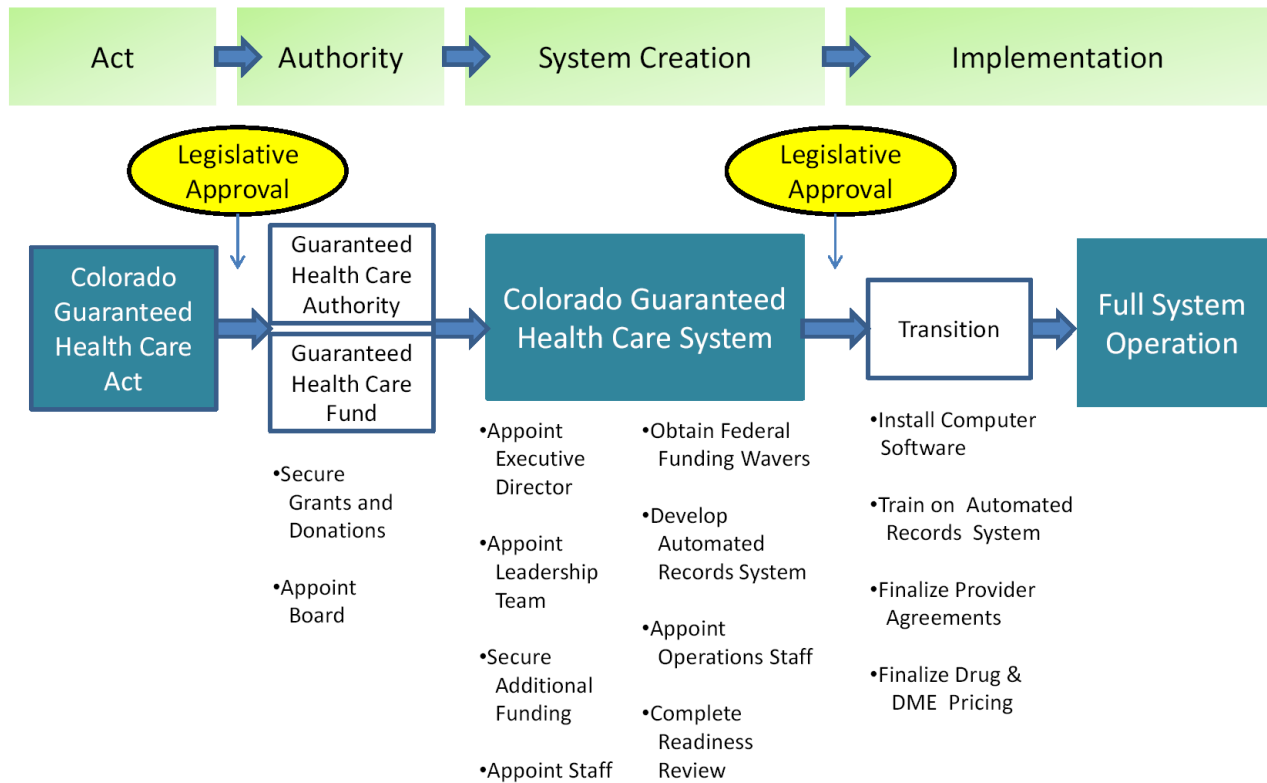 Act
Authority
System Creation
Implementation
Legislative
Approval
Legislative
Approval
Colorado
Guaranteed
Health Care
Act
Guaranteed
Health Care
Authority
Guaranteed
Health Care
Fund
Colorado Guaranteed
Health Care System
Transition
Full System
Operation
•Secure
Grants and
Donations
•Appoint
Board
•Appoint
Executive
Director
•Appoint
Leadership
Team
•Secure
Additional
Funding
•Appoint Staff
•Obtain Federal
Funding Wavers
•Develop
Automated
Records System
•Appoint
Operations Staff
•Complete
Readiness
Review
•Install Computer
Software
•Train on Automated
Records System
•Finalize Provider
Agreements
•Finalize Drug &
DME Pricing